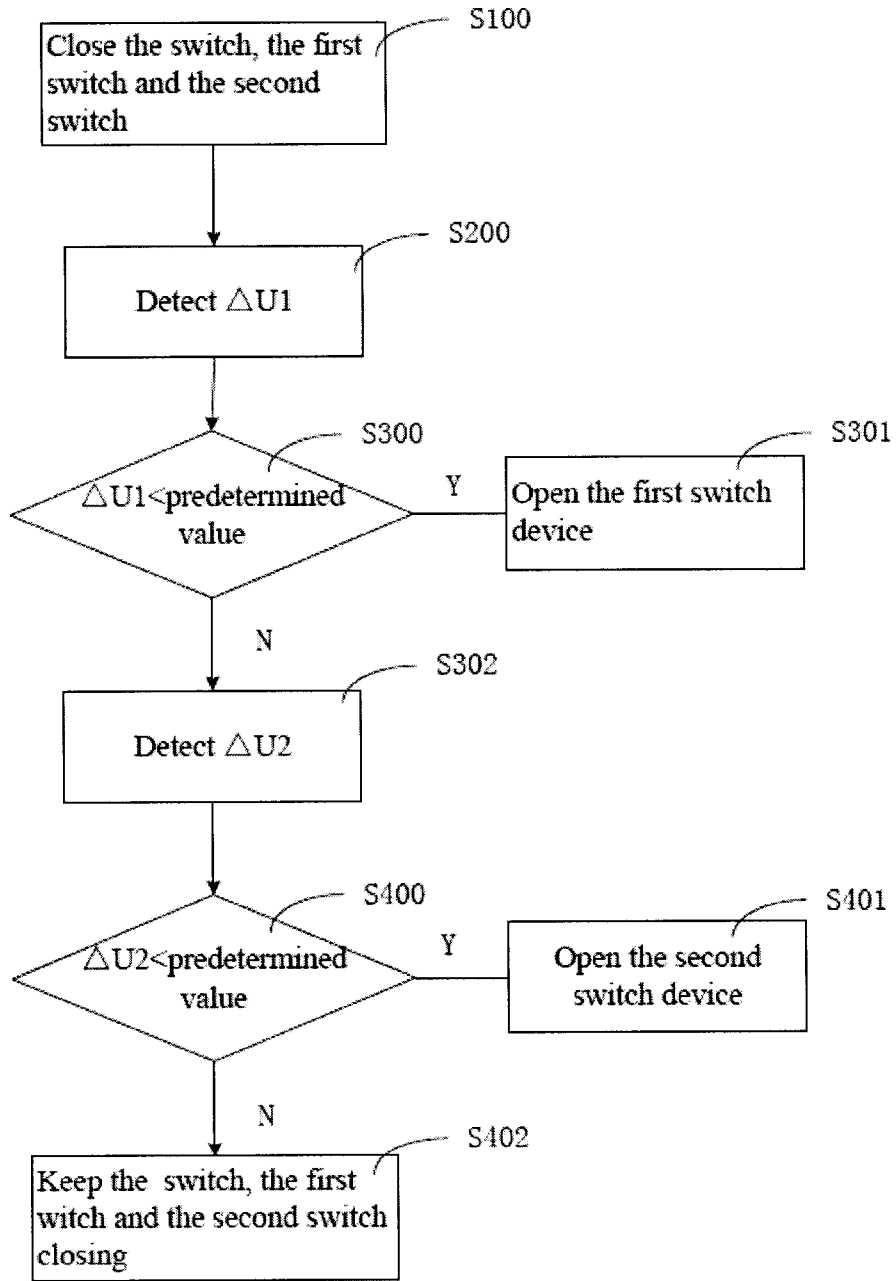 S100
Close the switch, the first
switch and the second
switch
S200
Detect △U1
S300
△U1<predetermined
value
Y
S301
Open the first switch
device
N
S302
Detect △U2
S400
△U2<predetermined
value
Y
S401
Open the second
switch device
N
S402
Keep the switch, the first
witch and the second switch
closing